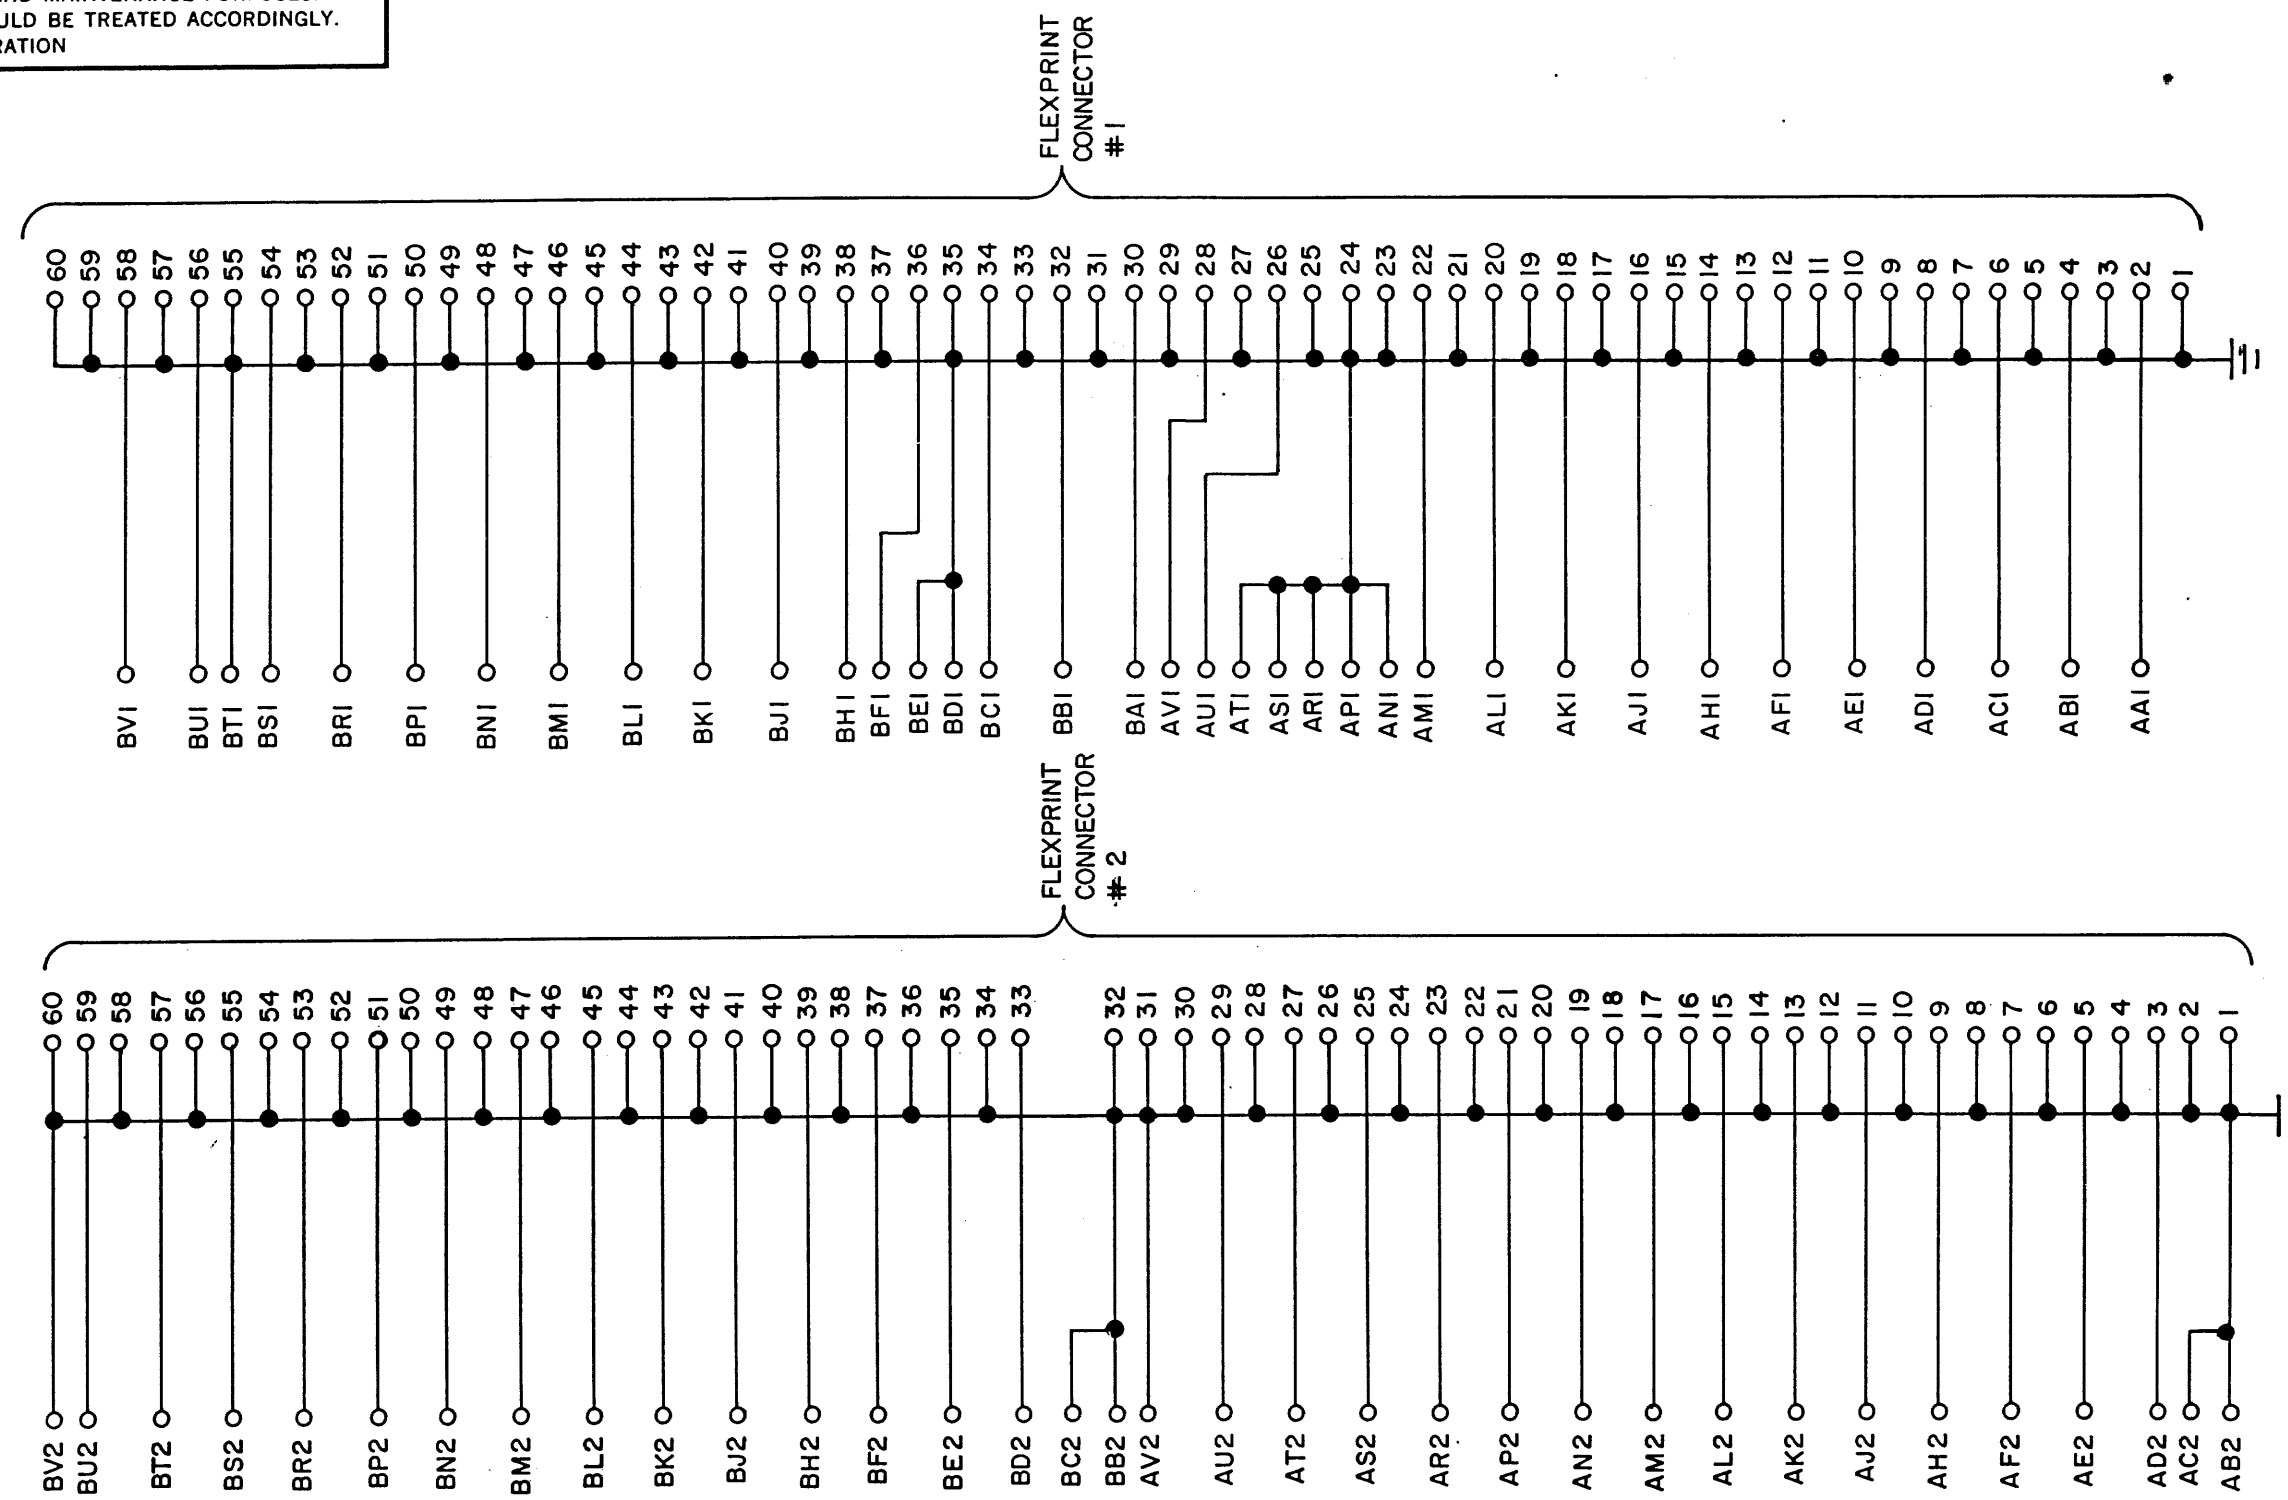 ULD BE TREATED ACCORDINGLY.
RATION
FLEXPRINT
CONNECTOR
#1
60 59 58 57 56 55 54 53 52 51 50 49 48 47 46 45 44 43 42 41 40 39 38 37 36 35 34 33 32 31 30 29 28 27 26 25 24 23 22 21 20 19 18 17 16 15 14 13 12 11 10 9 8 7 6 5 4 3 2 1
BV1 BU1 BT1 BS1 BR1 BP1 BN1 BM1 BL1 BK1 BJ1 BH1 BF1 BE1 BD1 BC1 BB1 BA1 AV1 AU1 AT1 AS1 AR1 AP1 AN1 AM1 AL1 AK1 AJ1 AH1 AF1 AE1 AD1 AC1 AB1 AA1
FLEXPRINT
CONNECTOR
#2
60 59 58 57 56 55 54 53 52 51 50 49 48 47 46 45 44 43 42 41 40 39 38 37 36 35 34 33 32 31 30 29 28 27 26 25 24 23 22 21 20 19 18 17 16 15 14 13 12 11 10 9 8 7 6 5 4 3 2 1
BV2 BU2 BT2 BS2 BR2 BP2 BN2 BM2 BL2 BK2 BJ2 BH2 BF2 BE2 BD2 BC2 BB2 AV2 AU2 AT2 AS2 AR2 AP2 AN2 AM2 AL2 AK2 AJ2 AH2 AF2 AE2 AD2 AC2 AB2